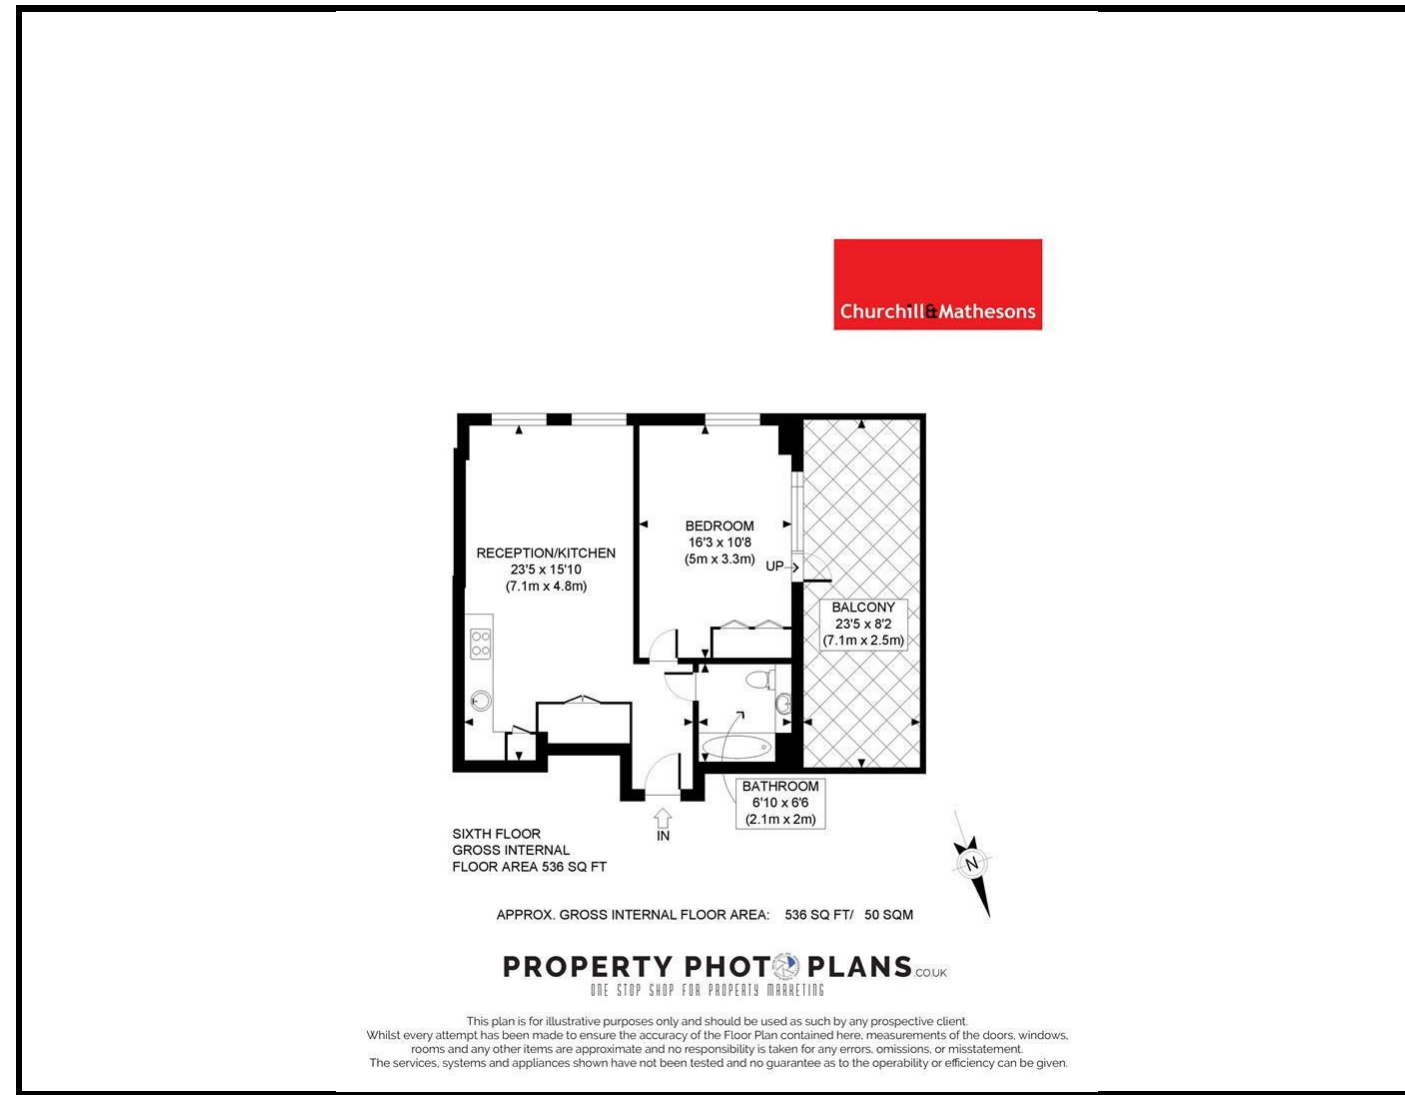 Churchill&Mathesons
RECEPTION/KITCHEN
23'5 x 15'10
(7.1m x 4.8m)
BEDROOM
16'3 x 10'8
(5m x 3.3m)
UP
BALCONY
23'5 x 8'2
(7.1m x 2.5m)
BATHROOM
6'10 x 6'6
(2.1m x 2m)
IN
SIXTH FLOOR
GROSS INTERNAL
FLOOR AREA 536 SQ FT
N
APPROX. GROSS INTERNAL FLOOR AREA: 536 SQ FT/ 50 SQM
PROPERTY PHOTO PLANS.CO.UK
ONE STOP SHOP FOR PROPERTY MARKETING
This plan is for illustrative purposes only and should be used as such by any prospective client.
Whilst every attempt has been made to ensure the accuracy of the Floor Plan contained here, measurements of the doors, windows,
rooms and any other items are approximate and no responsibility is taken for any errors, omissions, or misstatement.
The services, systems and appliances shown have not been tested and no guarantee as to the operability or efficiency can be given.